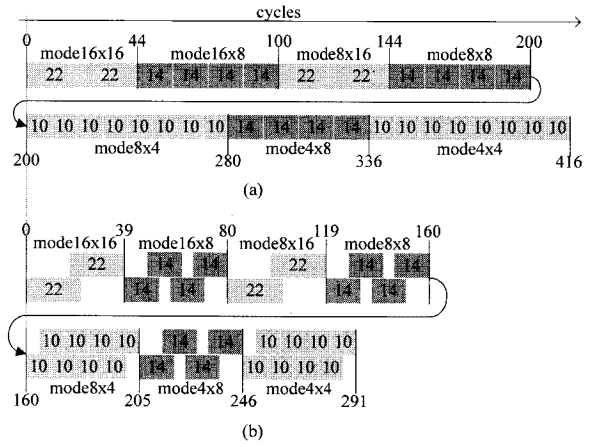 cycles
0 44 100 144 200
mode16x16 mode16x8 mode8x16 mode8x8
22 22 14 14 14 14 22 22 14 14 14 14
10 10 10 10 10 10 10 10 14 14 14 14 10 10 10 10 10 10 10 10
mode8x4 mode4x8 mode4x4
200 280 336 416
(a)
0 39 80 119 160
mode16x16 mode16x8 mode8x16 mode8x8
22 14 14 22 14 14
22 14 14 22 14 14
10 10 10 10 14 14 10 10 10 10
10 10 10 10 14 14 10 10 10 10
mode8x4 mode4x8 mode4x4
160 205 246 291
(b)